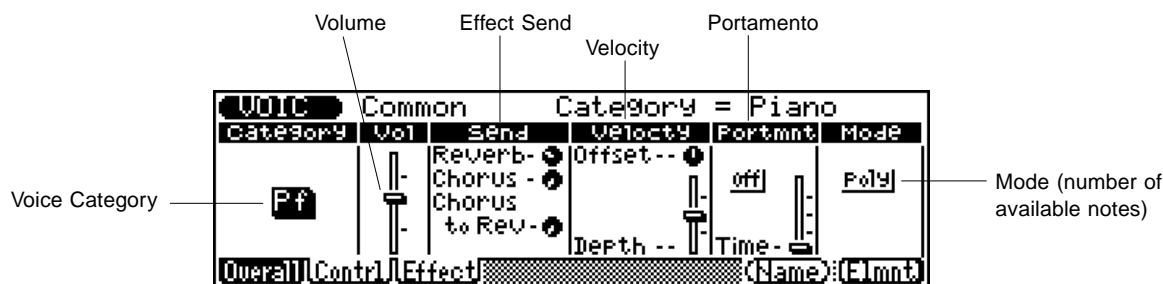 Volume
Effect Send
Velocity
Portamento
VOIC Common Category = Piano
Category Vol Send Velocty Portmnt Mode
Reverb- Offset --
Chorus - off Poly
Pf Chorus
to Rev-
Depth -- Time-
Overall Contrl Effect (Name) (Elmnt)
Voice Category
Mode (number of
available notes)